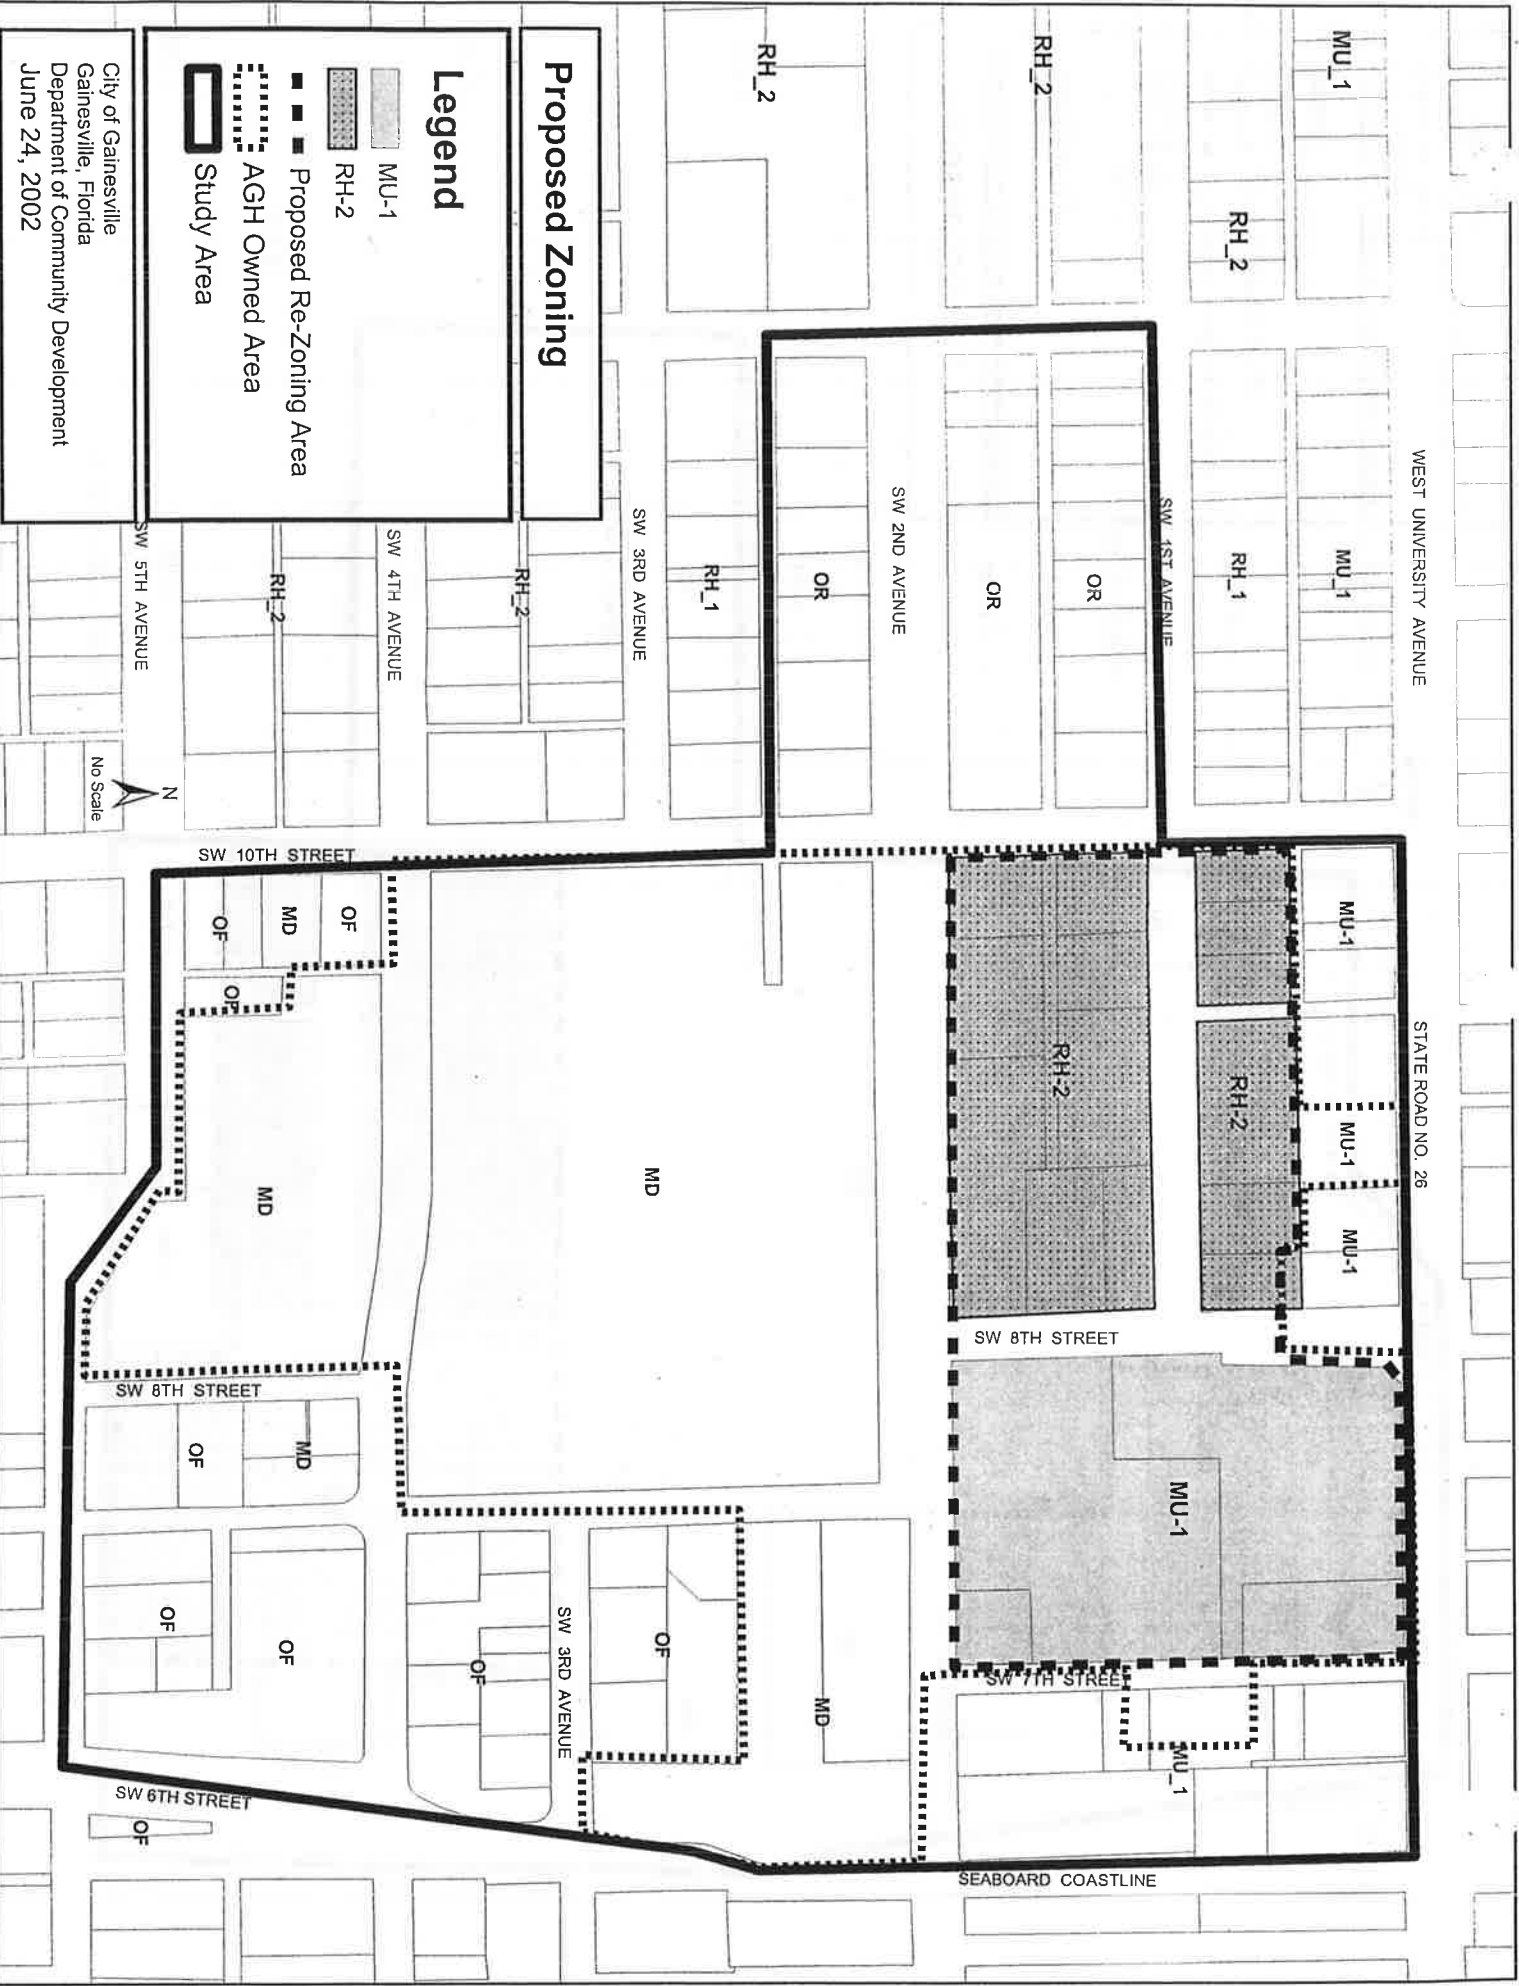 WEST UNIVERSITY AVENUE
STATE ROAD NO. 26
MU_1
RH_2
MU_1
RH_1
MU-1
MU-1
MU-1
RH-2
SW 1ST AVENUE
RH_2
OR
OR
RH-2
SW 8TH STREET
MU-1
SW 7TH STREET
MU_1
SEABOARD COASTLINE
SW 2ND AVENUE
RH_2
OR
RH_1
MD
MD
SW 3RD AVENUE
OF
SW 3RD AVENUE
Proposed Zoning
RH_2
OF
Legend
MU-1
RH-2
Proposed Re-Zoning Area
AGH Owned Area
Study Area
SW 4TH AVENUE
RH_2
SW 10TH STREET
OF
MD
OF
OF
MD
SW 8TH STREET
MD
OF
OF
OF
SW 6TH STREET
OF
SW 5TH AVENUE
N
No Scale
City of Gainesville
Gainesville, Florida
Department of Community Development
June 24, 2002